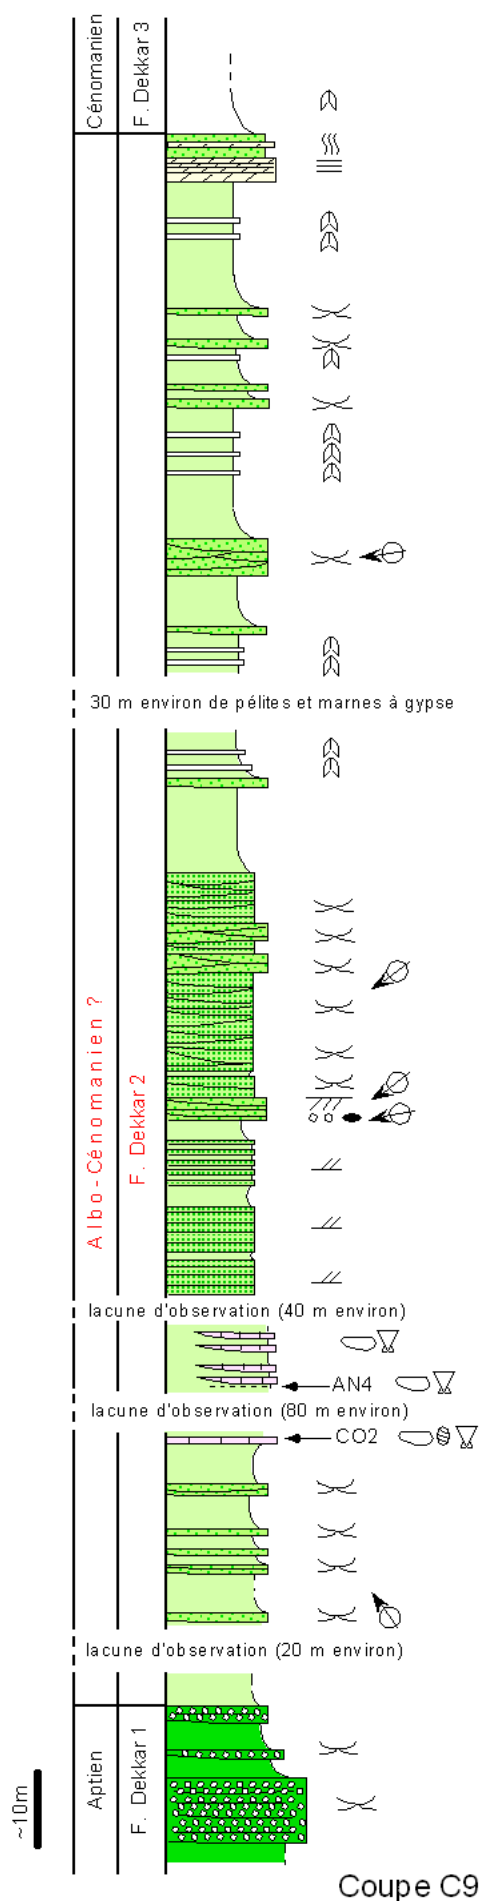 Cénomanien
F. Dekkar 3
30 m environ de pélites et marnes à gypse
Albo-Cénomanien ?
F. Dekkar 2
lacune d'observation (40 m environ)
AN4
lacune d'observation (80 m environ)
CO2
lacune d'observation (20 m environ)
Aptien
F. Dekkar 1
~10m
Coupe C9